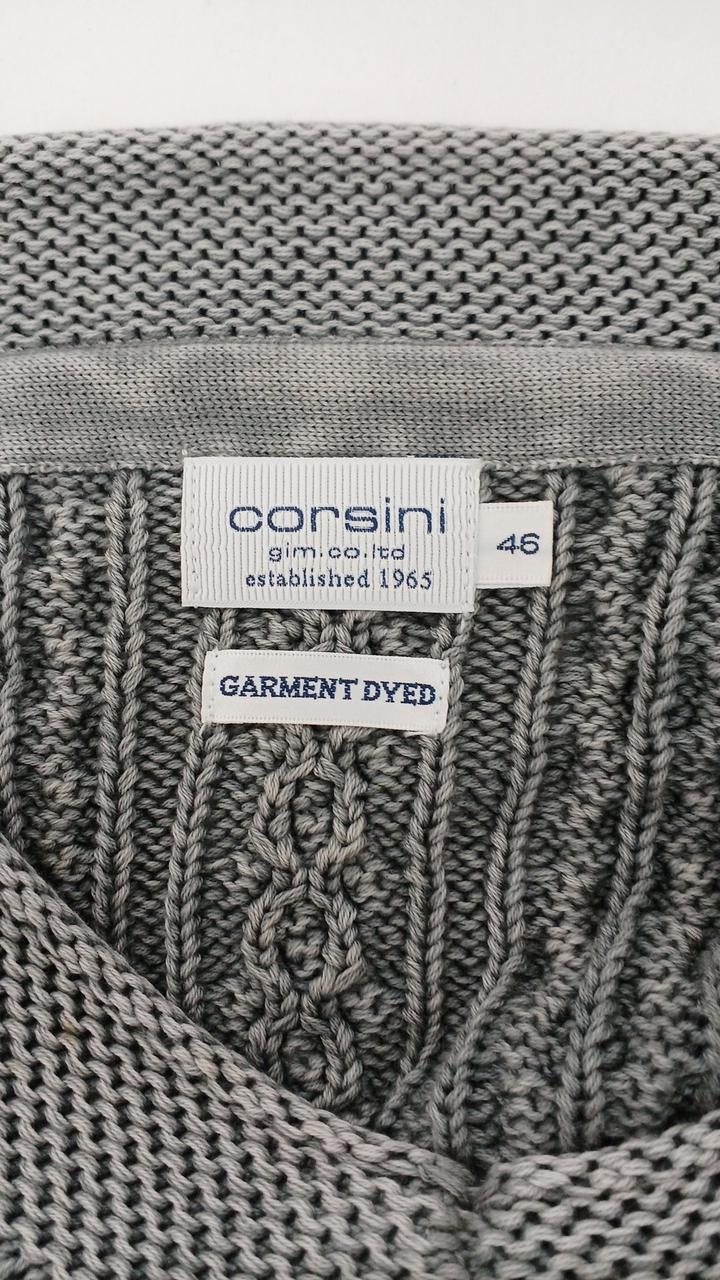 corsini
gim.co.ltd
established 1965
46
GARMENT DYED